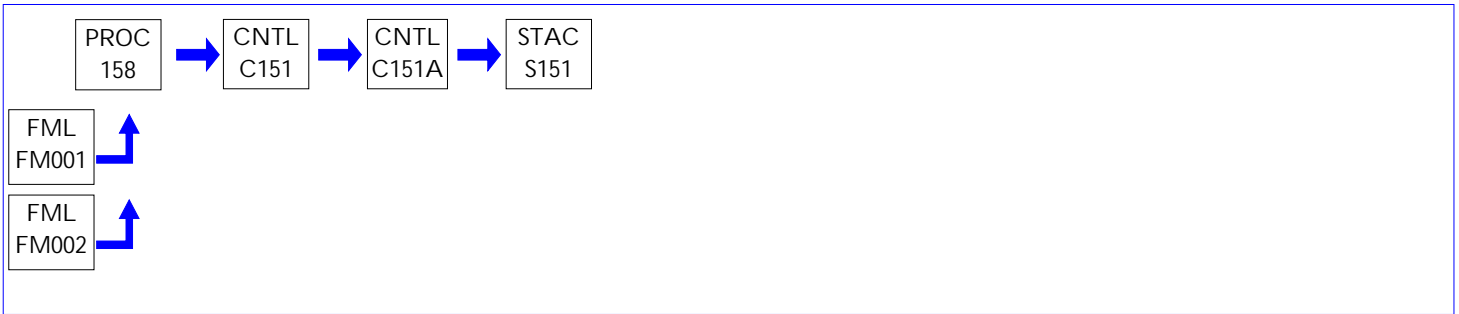 PROC
158
CNTL
C151
CNTL
C151A
STAC
S151
FML
FM001
FML
FM002